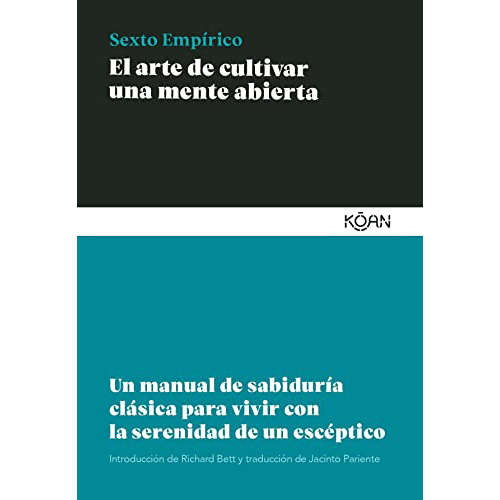 Sexto Empírico
El arte de cultivar
una mente abierta
KŌAN
Un manual de sabiduría
clásica para vivir con
la serenidad de un escéptico
Introducción de Richard Bett y traducción de Jacinto Pariente